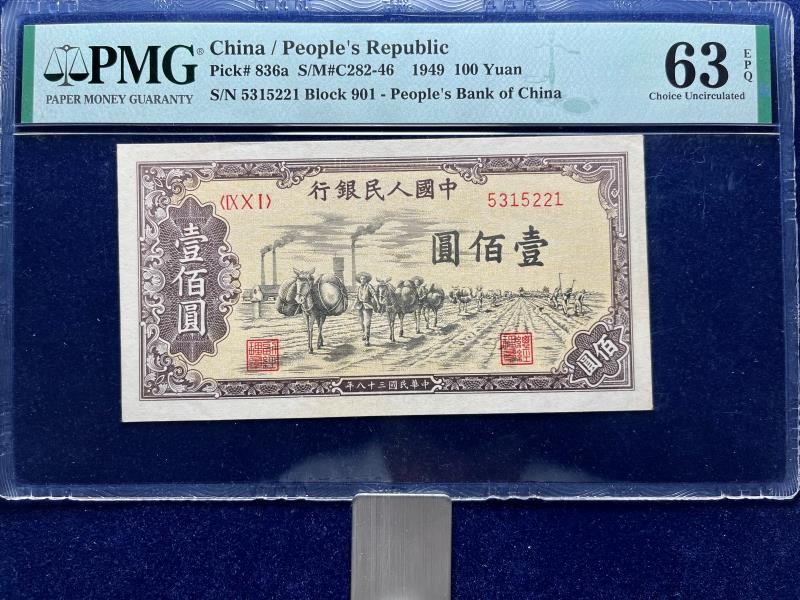 PMG®
PAPER MONEY GUARANTY
China / People's Republic
Pick# 836a S/M#C282-46 1949 100 Yuan
S/N 5315221 Block 901 - People's Bank of China
63 EPQ
Choice Uncirculated
行銀民人國中
〈IX X I〉 5315221
圓佰壹
壹佰圓
佰圓
年八十三國民華中